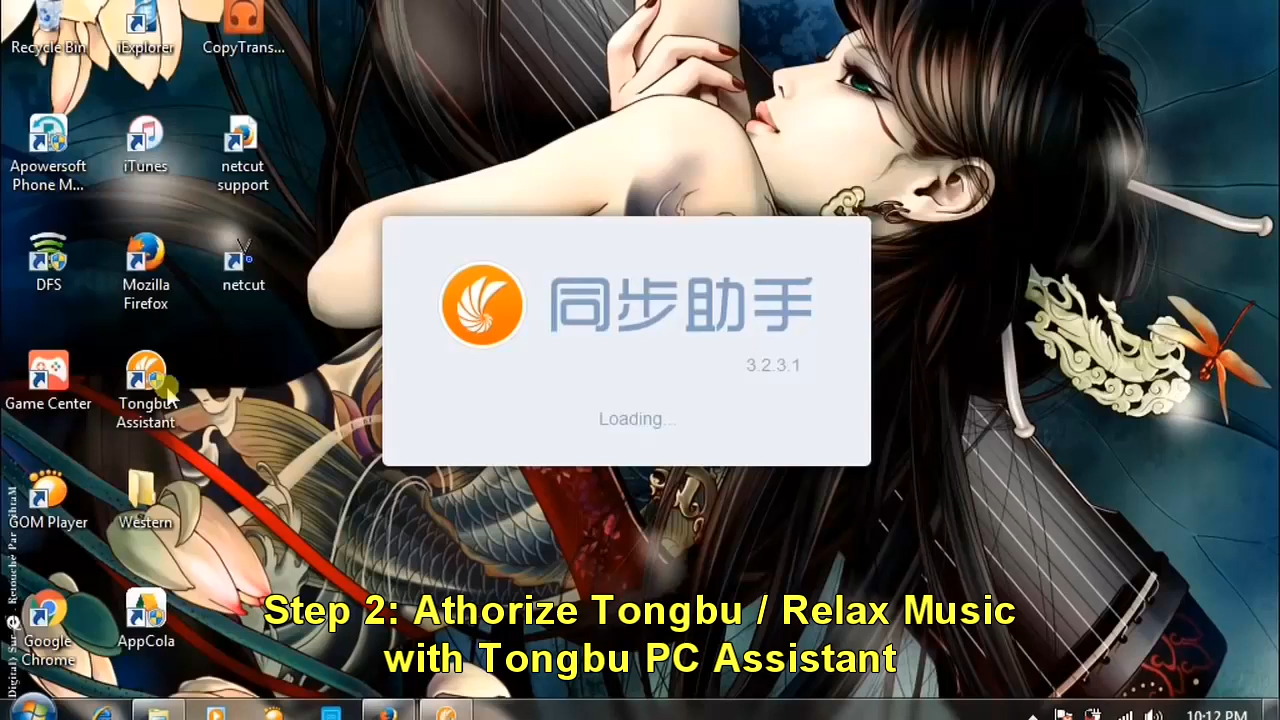 Recycle Bin
iExplorer
CopyTrans...
Apowersoft
Phone M...
iTunes
netcut
support
DFS
Mozilla
Firefox
netcut
Game Center
Tongbu
Assistant
GOM Player
Western
Google
Chrome
AppCola
同步助手
3.2.3.1
Loading...
Step 2: Athorize Tongbu / Relax Music
with Tongbu PC Assistant
10:12 PM